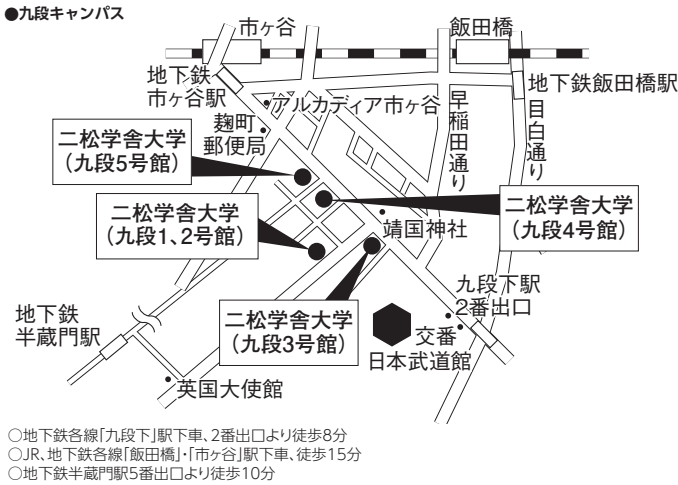 ●九段キャンパス
市ヶ谷
飯田橋
地下鉄
市ヶ谷駅
地下鉄飯田橋駅
アルカディア市ヶ谷
早稲田通り
目白通り
麹町
郵便局
二松学舎大学
(九段5号館)
二松学舎大学
(九段4号館)
二松学舎大学
(九段1、2号館)
靖国神社
九段下駅
2番出口
地下鉄
半蔵門駅
二松学舎大学
(九段3号館)
交番
日本武道館
英国大使館
○地下鉄各線「九段下」駅下車、2番出口より徒歩8分
○JR、地下鉄各線「飯田橋」・「市ヶ谷」駅下車、徒歩15分
○地下鉄半蔵門駅5番出口より徒歩10分